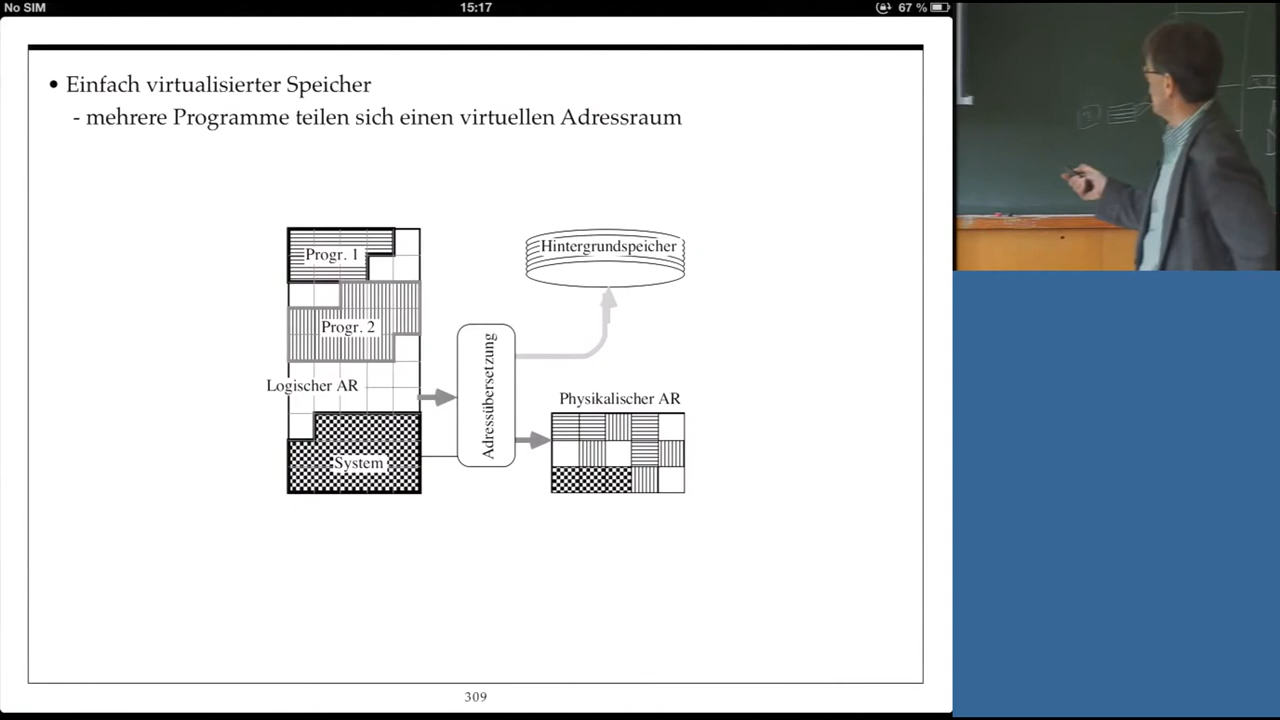 No SIM 15:17 67 %
• Einfach virtualisierter Speicher
- mehrere Programme teilen sich einen virtuellen Adressraum
Progr. 1
Hintergrundspeicher
Progr. 2
Adressübersetzung
Logischer AR
Physikalischer AR
System
309